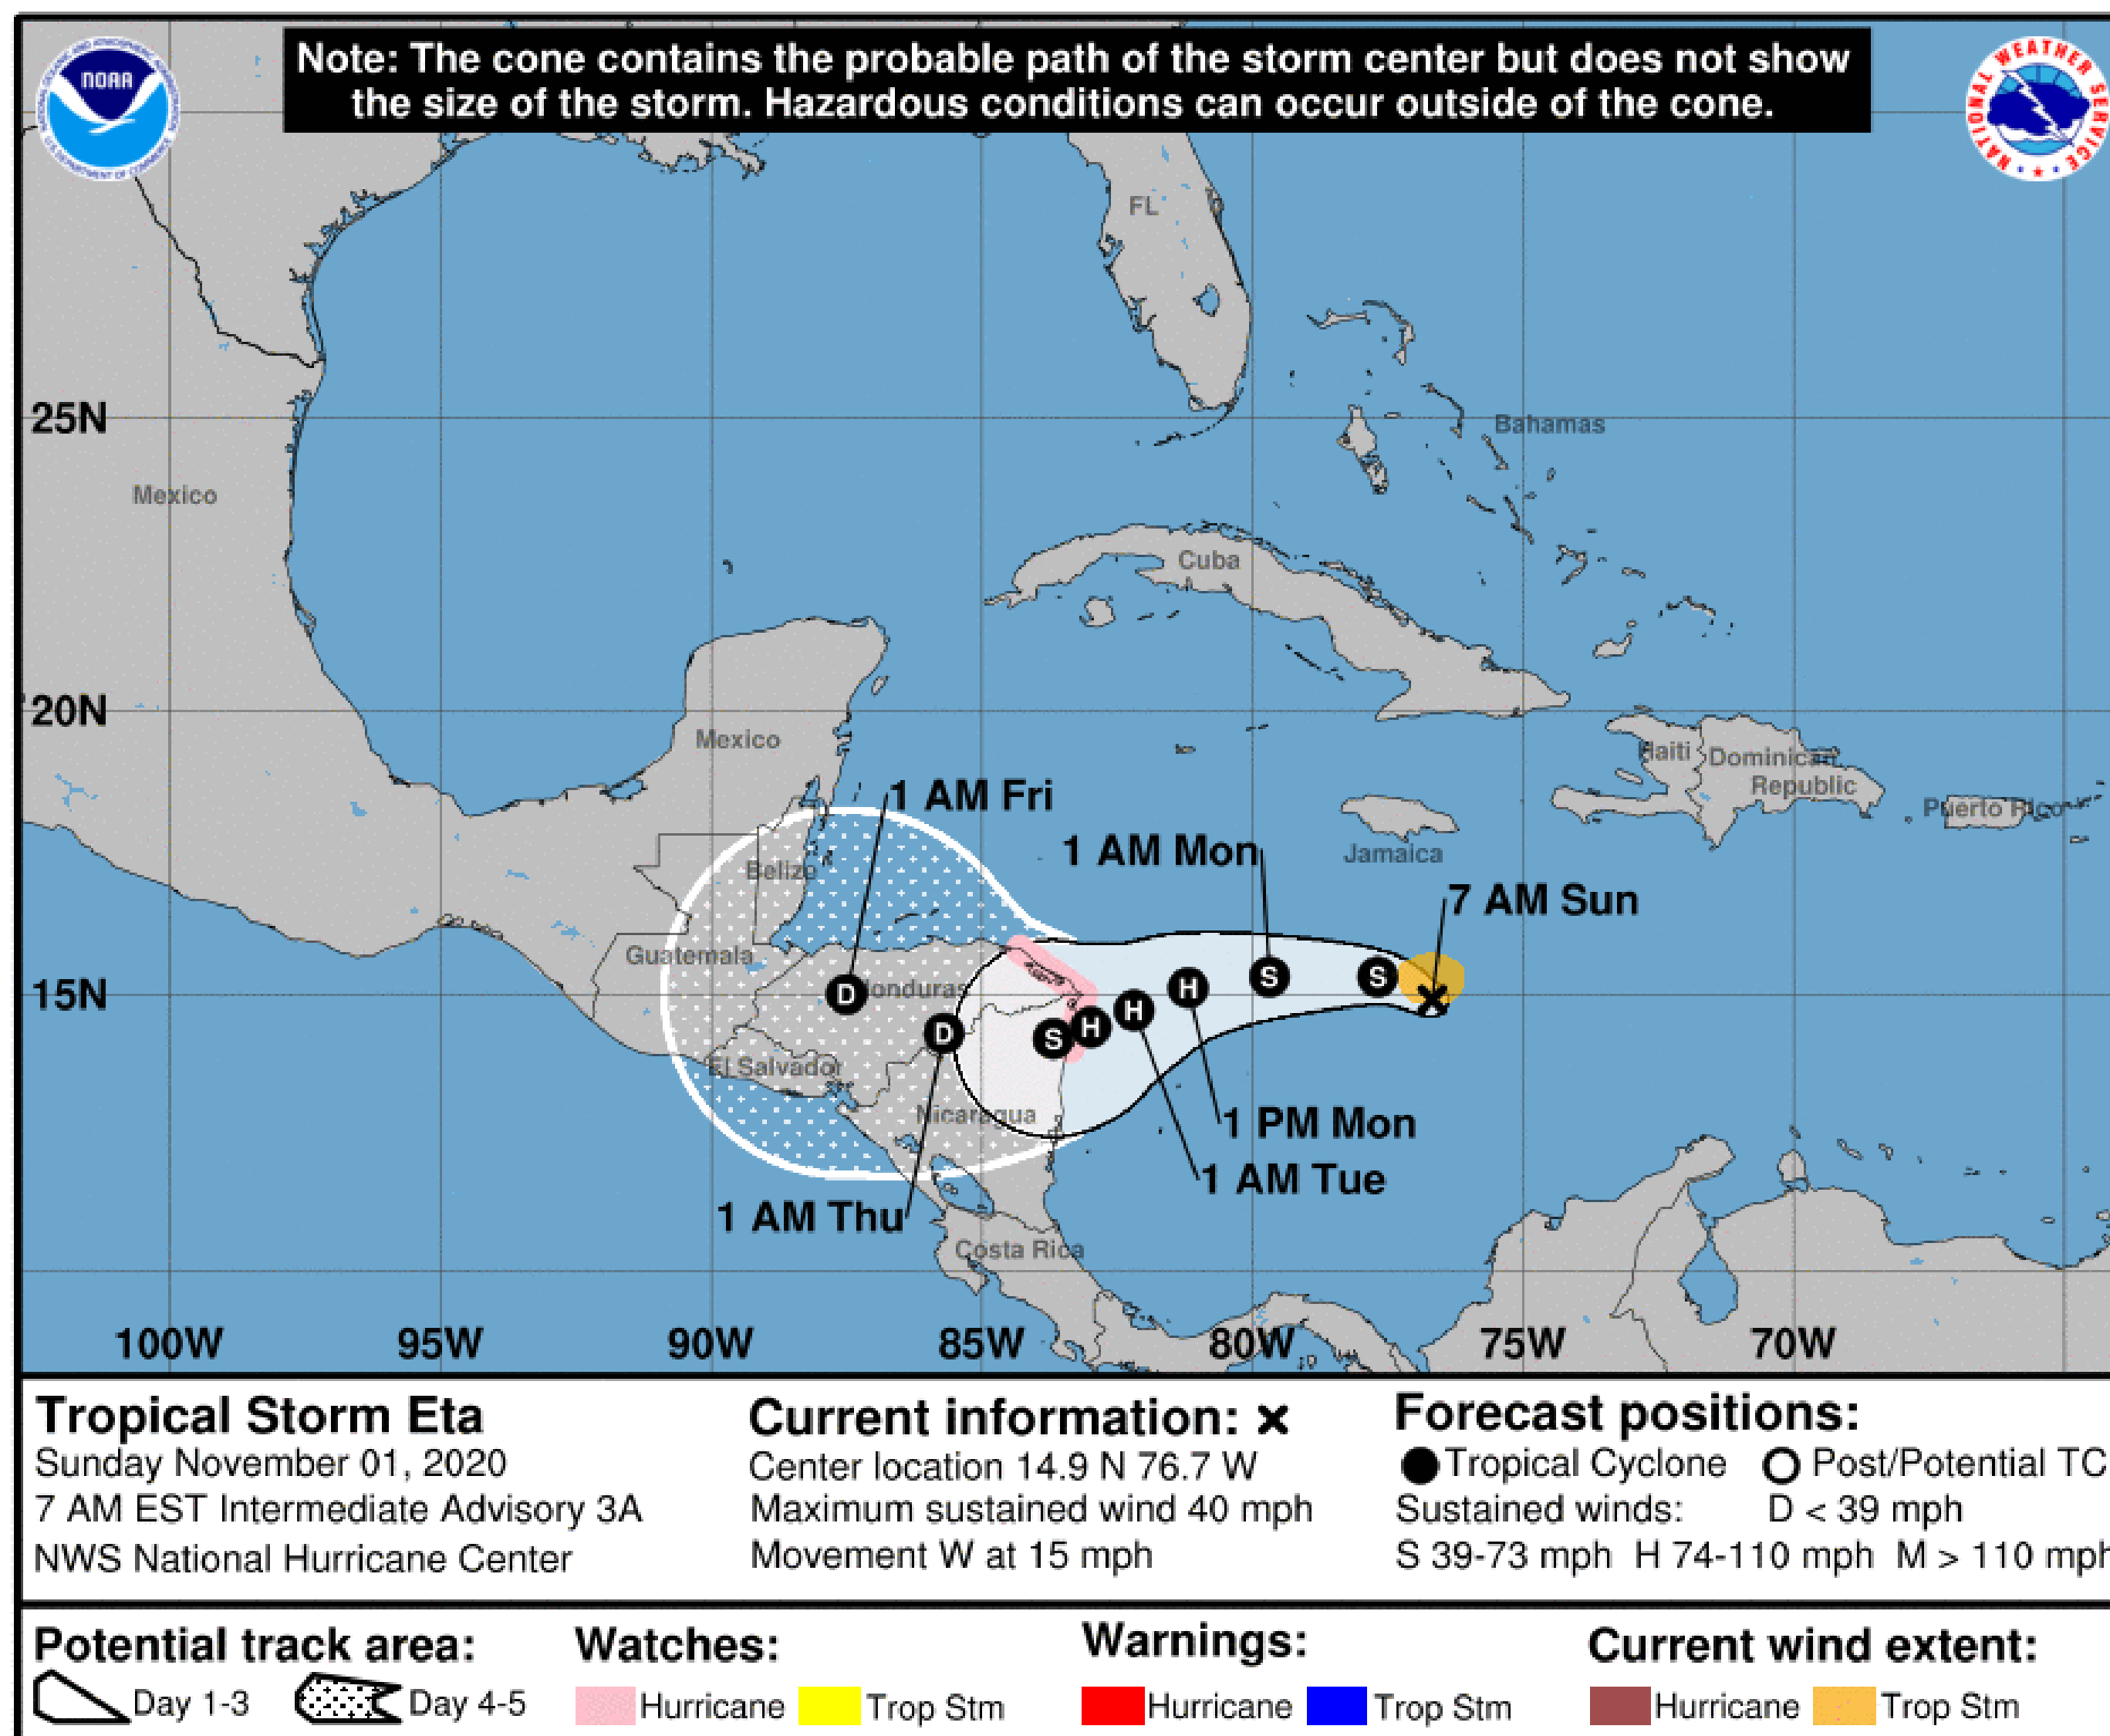 Note: The cone contains the probable path of the storm center but does not show
the size of the storm. Hazardous conditions can occur outside of the cone.
NOAA
NATIONAL WEATHER SERVICE
FL
25N
Bahamas
Mexico
Cuba
20N
Mexico
Haiti
Dominican
Republic
Puerto Rico
1 AM Fri
1 AM Mon
Jamaica
Belize
7 AM Sun
Guatemala
15N
D
Honduras
H
S
S
D
S
H
H
El Salvador
Nicaragua
1 PM Mon
1 AM Tue
1 AM Thu
Costa Rica
100W 95W 90W 85W 80W 75W 70W
Tropical Storm Eta
Sunday November 01, 2020
7 AM EST Intermediate Advisory 3A
NWS National Hurricane Center
Current information: x
Center location 14.9 N 76.7 W
Maximum sustained wind 40 mph
Movement W at 15 mph
Forecast positions:
Tropical Cyclone Post/Potential TC
Sustained winds: D < 39 mph
S 39-73 mph H 74-110 mph M > 110 mph
Potential track area:
Day 1-3 Day 4-5
Watches:
Hurricane Trop Stm
Warnings:
Hurricane Trop Stm
Current wind extent:
Hurricane Trop Stm